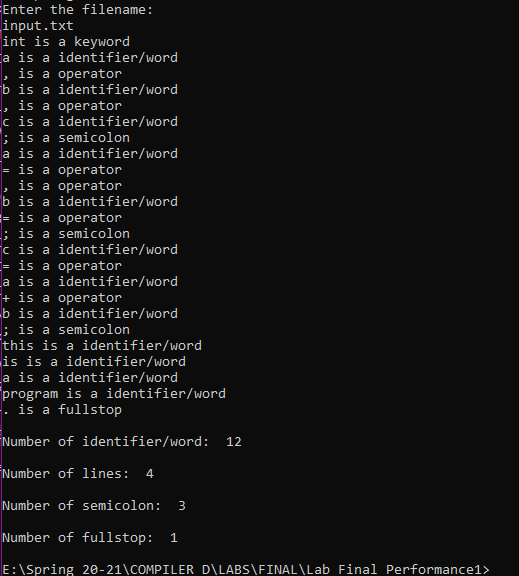 Enter the filename:
input.txt
int is a keyword
a is a identifier/word
, is a operator
b is a identifier/word
, is a operator
c is a identifier/word
; is a semicolon
a is a identifier/word
= is a operator
, is a operator
b is a identifier/word
= is a operator
; is a semicolon
c is a identifier/word
= is a operator
a is a identifier/word
+ is a operator
b is a identifier/word
; is a semicolon
this is a identifier/word
is is a identifier/word
a is a identifier/word
program is a identifier/word
. is a fullstop
Number of identifier/word:  12
Number of lines:  4
Number of semicolon:  3
Number of fullstop:  1
E:\Spring 20-21\COMPILER D\LABS\FINAL\Lab Final Performance1>